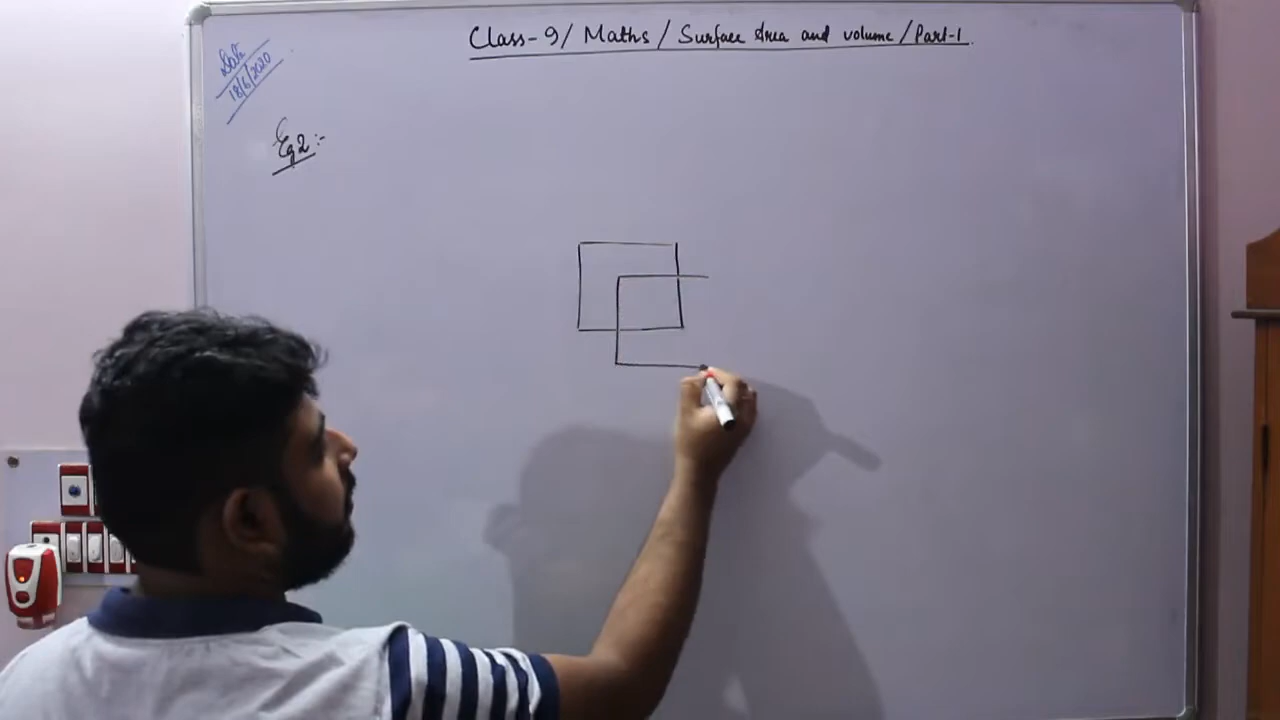 Class-9/ Maths / Surface Area and volume / Part-1
Date
18/6/2020
Eg 2:-